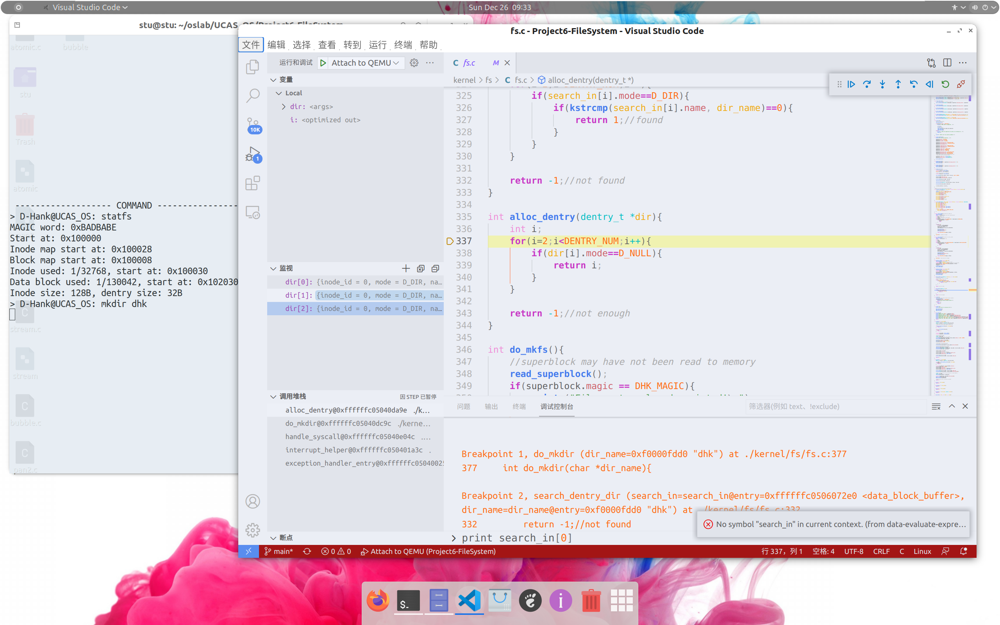 Visual Studio Code
Sun Dec 26 09:33
stu@stu: ~/oslab/UCAS_OS/Project6-FileSystem
atomic.c
bubble
stu
Trash
atomic
stream.c
stream
bubble.c
pan2.c
------------------- COMMAND ----------------
> D-Hank@UCAS_OS: statfs
MAGIC word: 0xBADBABE
Start at: 0x100000
Inode map start at: 0x100028
Block map start at: 0x100008
Inode used: 1/32768, start at: 0x100030
Data block used: 1/130042, start at: 0x102030
Inode size: 128B, dentry size: 32B
> D-Hank@UCAS_OS: mkdir dhk
fs.c - Project6-FileSystem - Visual Studio Code
文件 编辑 选择 查看 转到 运行 终端 帮助
运行和调试 Attach to QEMU
10K
1
变量
Local
dir: <args>
i: <optimized out>
监视
dir[0]: {inode_id = 0, mode = D_DIR, na…
dir[1]: {inode_id = 0, mode = D_DIR, na…
dir[2]: {inode_id = 0, mode = D_DIR, na…
调用堆栈 因 STEP 已暂停
alloc_dentry@0xffffffc05040da9e ./k…
do_mkdir@0xffffffc05040dc9c ./kerne…
handle_syscall@0xffffffc05040e04c ….
interrupt_helper@0xffffffc050401a3c .
exception_handler_entry@0xffffffc0504002
断点
C fs.c M
kernel > fs > C fs.c > alloc_dentry(dentry_t *)
325 if(search_in[i].mode==D_DIR){
326 if(kstrcmp(search_in[i].name, dir_name)==0){
327 return 1;//found
328 }
329 }
330 }
331
332 return -1;//not found
333 }
334
335 int alloc_dentry(dentry_t *dir){
336 int i;
337 for(i=2;i<DENTRY_NUM;i++){
338 if(dir[i].mode==D_NULL){
339 return i;
340 }
341 }
342
343 return -1;//not enough
344 }
345
346 int do_mkfs(){
347 //superblock may have not been read to memory
348 read_superblock();
349 if(superblock.magic == DHK_MAGIC){
问题 输出 终端 调试控制台 筛选器(例如 text、!exclude)
Breakpoint 1, do_mkdir (dir_name=0xf0000fdd0 "dhk") at ./kernel/fs/fs.c:377
377 int do_mkdir(char *dir_name){
Breakpoint 2, search_dentry_dir (search_in=search_in@entry=0xffffffc0506072e0 <data_block_buffer>,
dir_name=dir_name@entry=0xf0000fdd0 "dhk") at ./kernel/fs/fs.c:332
332 return -1;//not found
No symbol "search_in" in current context. (from data-evaluate-expre…
> print search_in[0]
main* 0 0 Attach to QEMU (Project6-FileSystem) 行 337，列 1 空格: 4 UTF-8 CRLF C Linux